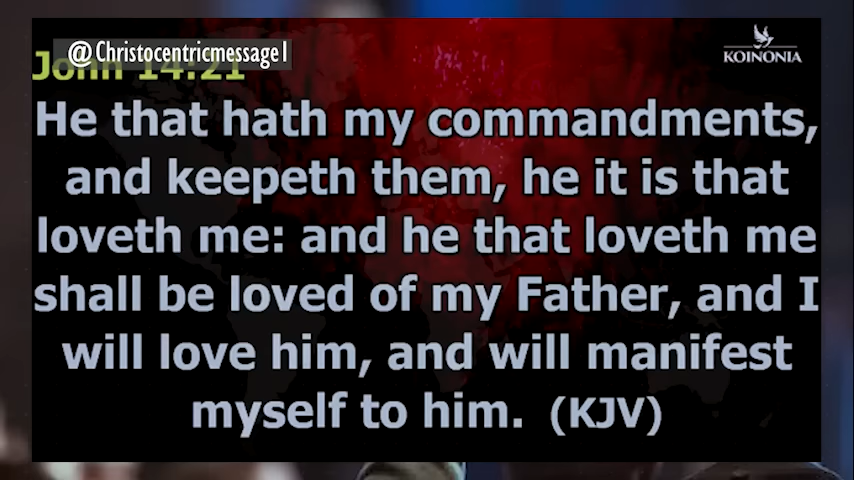 @Christocentricmessage1
KOINONIA
John 14:21
He that hath my commandments,
and keepeth them, he it is that
loveth me: and he that loveth me
shall be loved of my Father, and I
will love him, and will manifest
myself to him. (KJV)